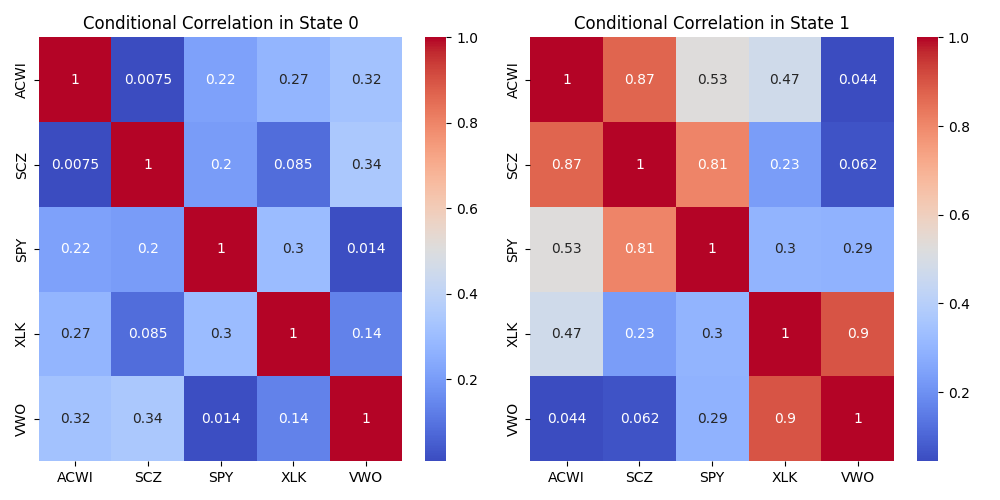 Conditional Correlation in State 0
ACWI 1 0.0075 0.22 0.27 0.32
SCZ 0.0075 1 0.2 0.085 0.34
SPY 0.22 0.2 1 0.3 0.014
XLK 0.27 0.085 0.3 1 0.14
VWO 0.32 0.34 0.014 0.14 1
ACWI SCZ SPY XLK VWO
1.0
0.8
0.6
0.4
0.2
Conditional Correlation in State 1
ACWI 1 0.87 0.53 0.47 0.044
SCZ 0.87 1 0.81 0.23 0.062
SPY 0.53 0.81 1 0.3 0.29
XLK 0.47 0.23 0.3 1 0.9
VWO 0.044 0.062 0.29 0.9 1
ACWI SCZ SPY XLK VWO
1.0
0.8
0.6
0.4
0.2